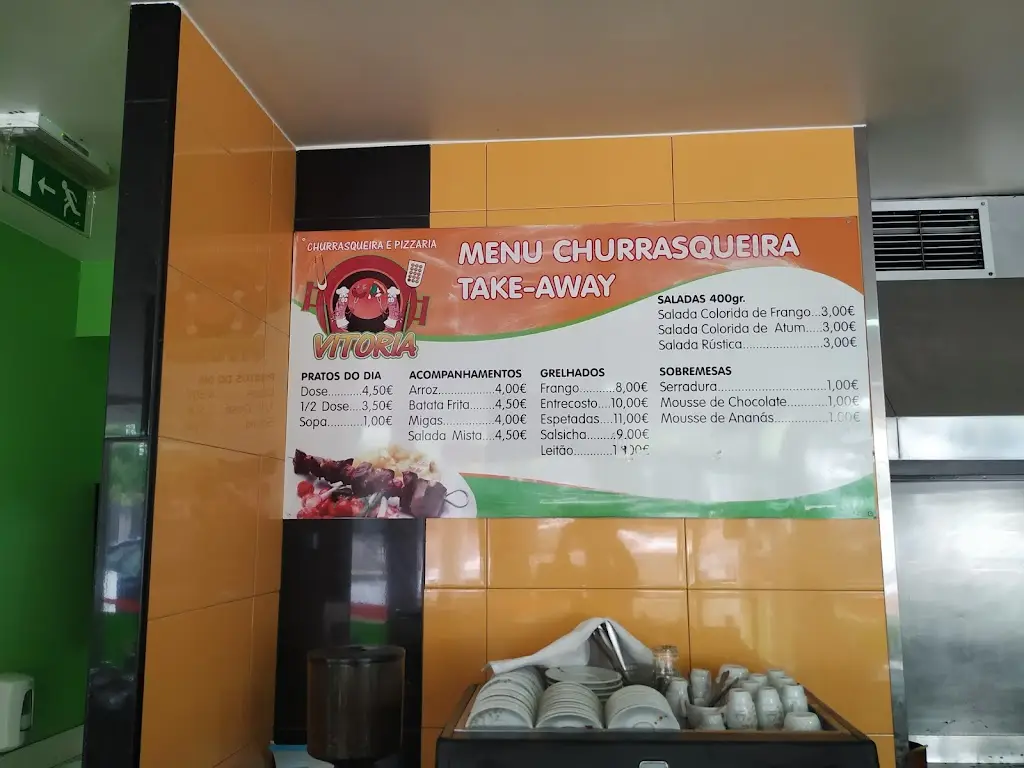 CHURRASQUEIRA E PIZZARIA
VITORIA
MENU CHURRASQUEIRA
TAKE-AWAY
PRATOS DO DIA
Dose..........4,50€
1/2 Dose...3,50€
Sopa..........1,00€
ACOMPANHAMENTOS
Arroz..............4,00€
Batata Frita.......4,50€
Migas.............4,00€
Salada Mista...4,50€
GRELHADOS
Frango.........8,00€
Entrecosto...10,00€
Espetadas...11,00€
Salsicha........9,00€
Leitão...........
SALADAS 400gr.
Salada Colorida de Frango...3,00€
Salada Colorida de Atum.....3,00€
Salada Rústica.......................3,00€
SOBREMESAS
Serradura................................1,00€
Mousse de Chocolate...........1,00€
Mousse de Ananás...............1,00€